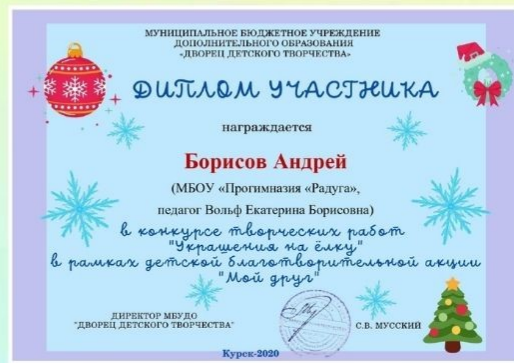 МУНИЦИПАЛЬНОЕ БЮДЖЕТНОЕ УЧРЕЖДЕНИЕ
ДОПОЛНИТЕЛЬНОГО ОБРАЗОВАНИЯ
«ДВОРЕЦ ДЕТСКОГО ТВОРЧЕСТВА»
ДИПЛОМ УЧАСТНИКА
награждается
Борисов Андрей
(МБОУ «Прогимназия «Радуга»,
педагог Вольф Екатерина Борисовна)
в конкурсе творческих работ
"Украшения на ёлку"
в рамках детской благотворительной акции
"Мой друг"
ДИРЕКТОР МБУДО
"ДВОРЕЦ ДЕТСКОГО ТВОРЧЕСТВА"
С.В. МУССКИЙ
Курск-2020